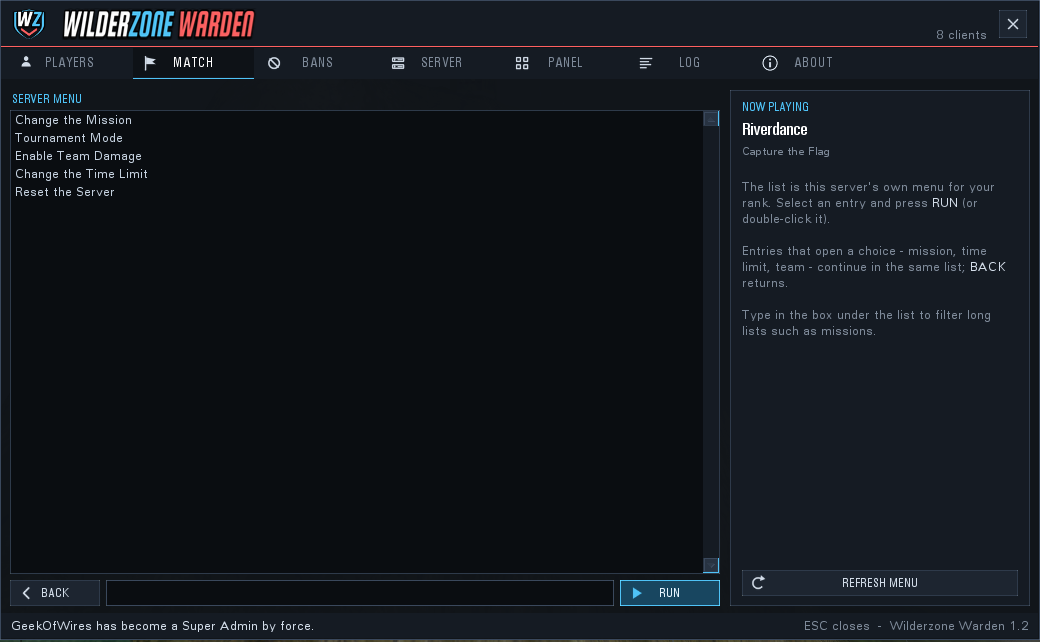 WZ WILDERZONE WARDEN
8 clients
PLAYERS MATCH BANS SERVER PANEL LOG ABOUT
SERVER MENU
Change the Mission
Tournament Mode
Enable Team Damage
Change the Time Limit
Reset the Server
NOW PLAYING
Riverdance
Capture the Flag
The list is this server's own menu for your
rank. Select an entry and press RUN (or
double-click it).
Entries that open a choice - mission, time
limit, team - continue in the same list; BACK
returns.
Type in the box under the list to filter long
lists such as missions.
REFRESH MENU
BACK
RUN
GeekOfWires has become a Super Admin by force.
ESC closes - Wilderzone Warden 1.2